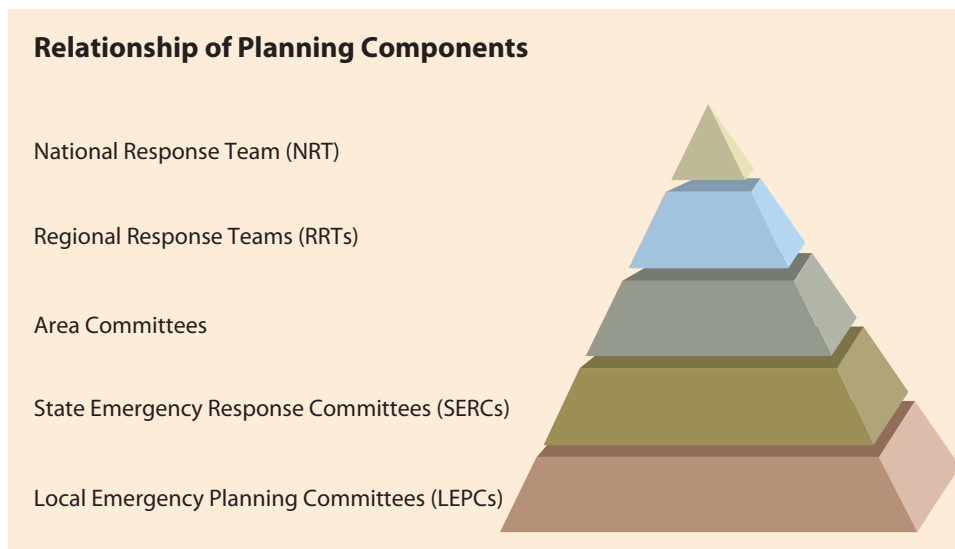 Relationship of Planning Components
National Response Team (NRT)
Regional Response Teams (RRTs)
Area Committees
State Emergency Response Committees (SERCs)
Local Emergency Planning Committees (LEPCs)